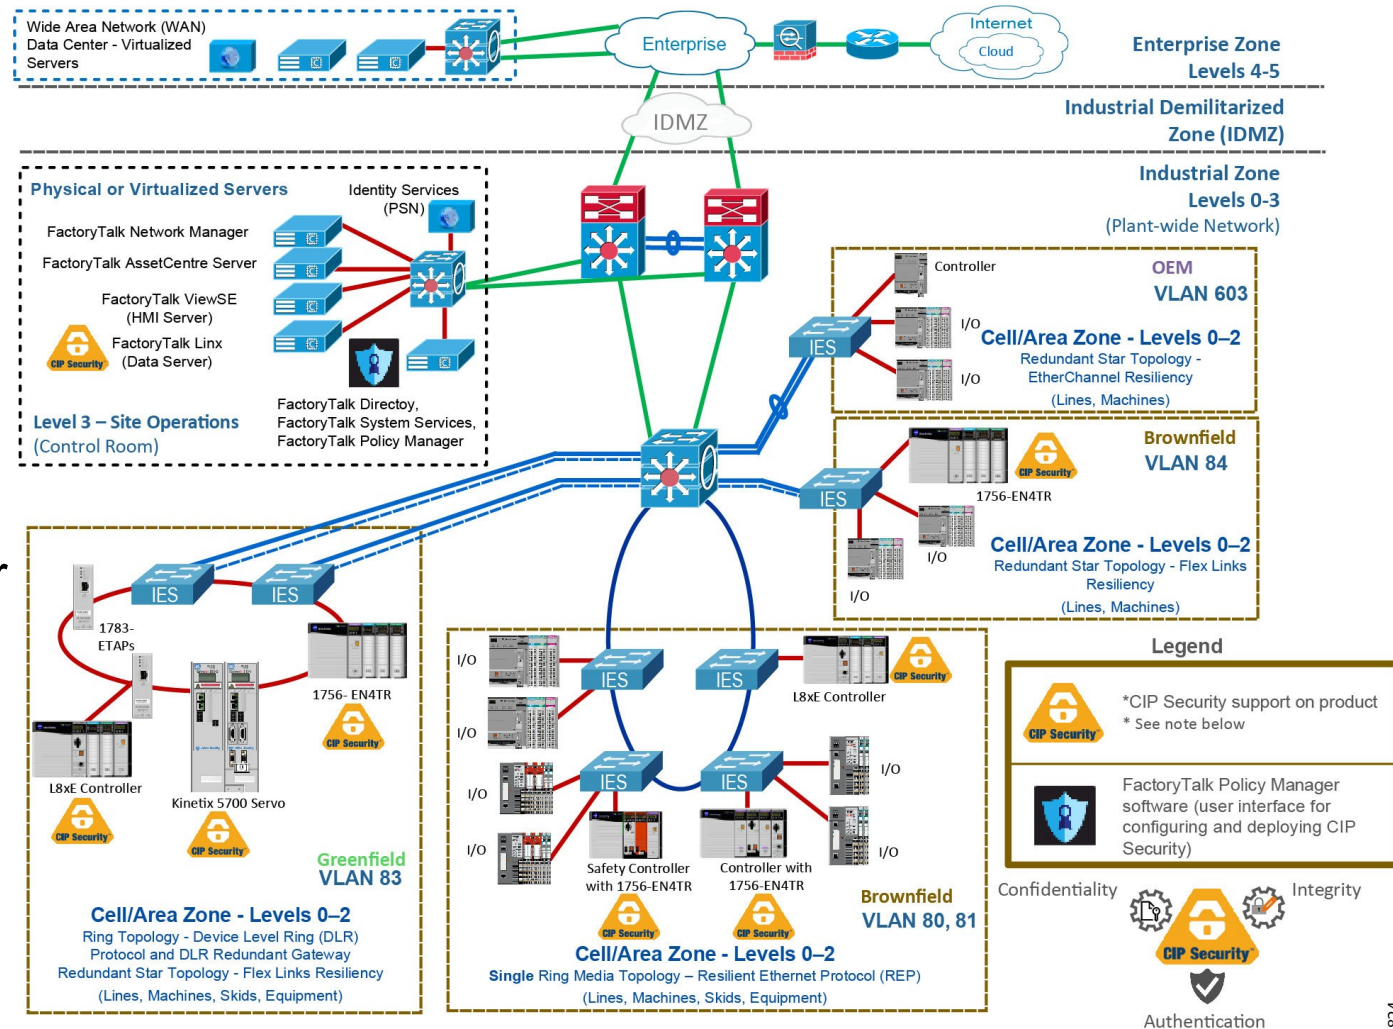 Wide Area Network (WAN)
Data Center - Virtualized
Servers
Enterprise
Internet
Cloud
Enterprise Zone
Levels 4-5
IDMZ
Industrial Demilitarized
Zone (IDMZ)
Industrial Zone
Levels 0-3
(Plant-wide Network)
Physical or Virtualized Servers
Identity Services
(PSN)
FactoryTalk Network Manager
FactoryTalk AssetCentre Server
FactoryTalk ViewSE
(HMI Server)
FactoryTalk Linx
(Data Server)
CIP Security
FactoryTalk Directoy,
FactoryTalk System Services,
FactoryTalk Policy Manager
Level 3 – Site Operations
(Control Room)
Controller
OEM
VLAN 603
I/O
I/O
IES
Cell/Area Zone - Levels 0–2
Redundant Star Topology -
EtherChannel Resiliency
(Lines, Machines)
Brownfield
VLAN 84
CIP Security
1756-EN4TR
IES
I/O
I/O
Cell/Area Zone - Levels 0–2
Redundant Star Topology - Flex Links
Resiliency
(Lines, Machines)
r
IES
IES
1783-
ETAPs
1756- EN4TR
CIP Security
L8xE Controller
CIP Security
Kinetix 5700 Servo
CIP Security
Greenfield
VLAN 83
Cell/Area Zone - Levels 0–2
Ring Topology - Device Level Ring (DLR)
Protocol and DLR Redundant Gateway
Redundant Star Topology - Flex Links Resiliency
(Lines, Machines, Skids, Equipment)
I/O
I/O
IES
IES
L8xE Controller
CIP Security
I/O
I/O
IES
IES
I/O
I/O
Safety Controller
with 1756-EN4TR
CIP Security
Controller with
1756-EN4TR
CIP Security
Brownfield
VLAN 80, 81
Cell/Area Zone - Levels 0–2
Single Ring Media Topology – Resilient Ethernet Protocol (REP)
(Lines, Machines, Skids, Equipment)
Legend
CIP Security
*CIP Security support on product
* See note below
FactoryTalk Policy Manager
software (user interface for
configuring and deploying CIP
Security)
Confidentiality
Integrity
CIP Security
Authentication